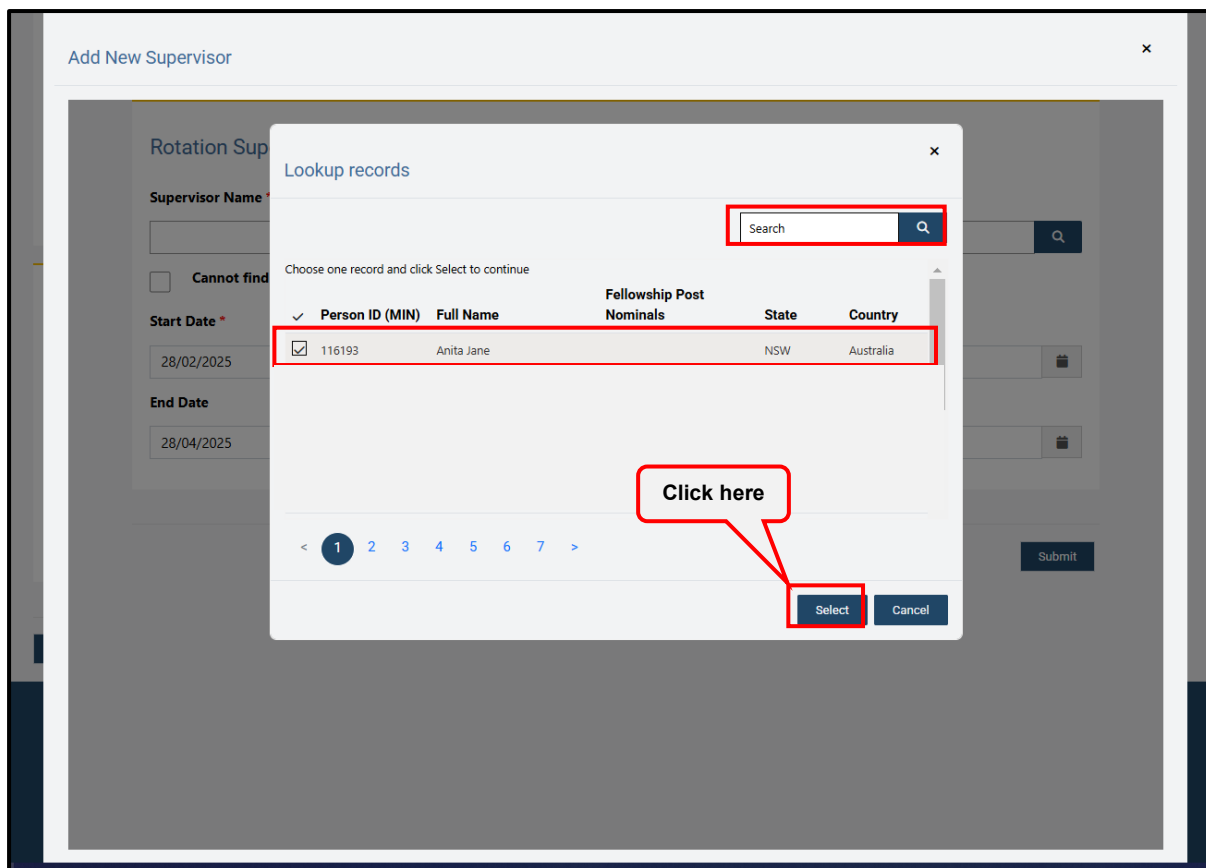 Add New Supervisor ×
Rotation Sup
Lookup records ×
Supervisor Name *
Search
Cannot find
Choose one record and click Select to continue
Start Date *
Person ID (MIN) Full Name Fellowship Post Nominals State Country
116193 Anita Jane NSW Australia
28/02/2025
End Date
28/04/2025
Click here
< 1 2 3 4 5 6 7 >
Submit
Select Cancel